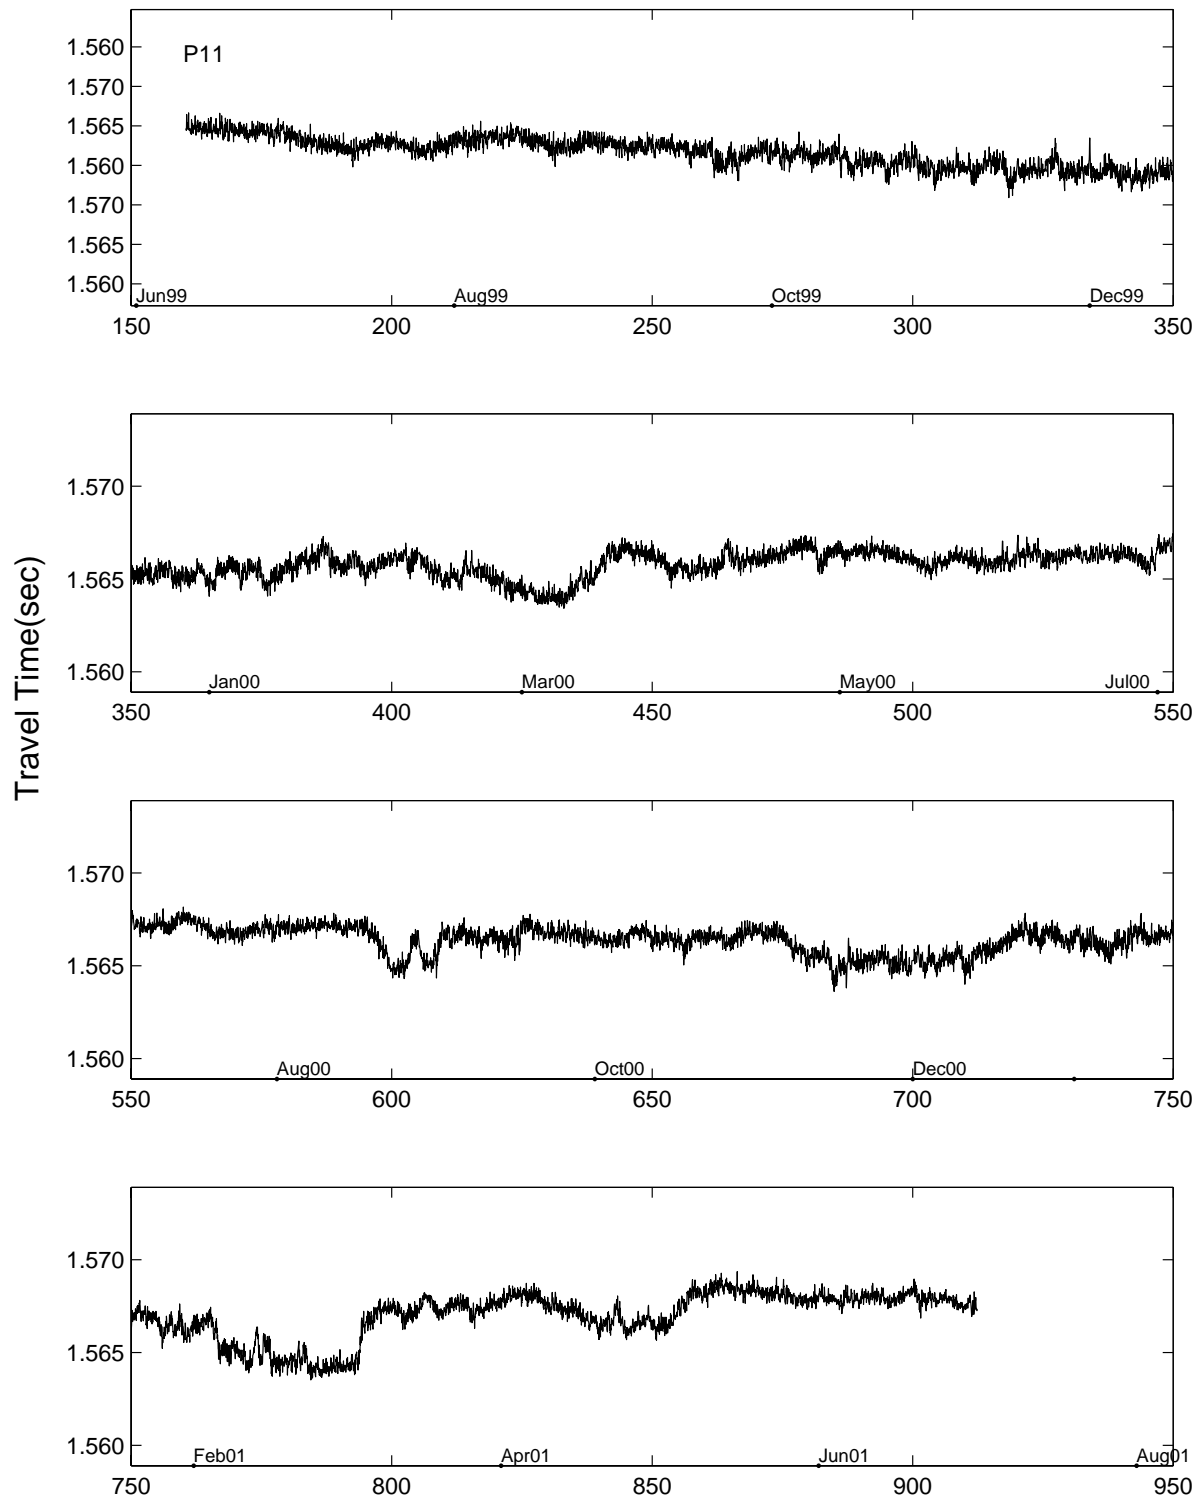 P11
1.560
1.570
1.565
1.560
1.570
1.565
1.560
Jun99 Aug99 Oct99 Dec99
150 200 250 300 350
Travel Time(sec)
1.570
1.565
1.560
Jan00 Mar00 May00 Jul00
350 400 450 500 550
1.570
1.565
1.560
Aug00 Oct00 Dec00
550 600 650 700 750
1.570
1.565
1.560
Feb01 Apr01 Jun01 Aug01
750 800 850 900 950